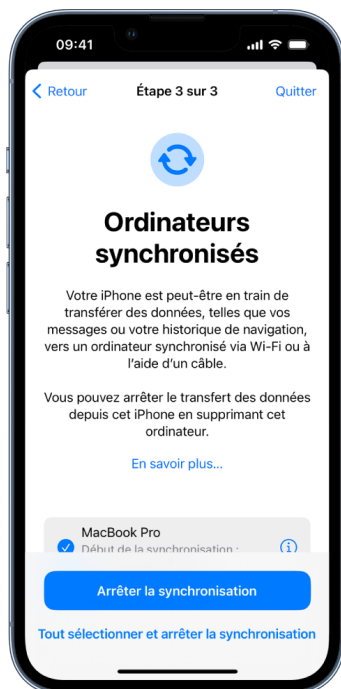 09:41
Retour Étape 3 sur 3 Quitter
Ordinateurs
synchronisés
Votre iPhone est peut-être en train de
transférer des données, telles que vos
messages ou votre historique de navigation,
vers un ordinateur synchronisé via Wi-Fi ou à
l’aide d’un câble.
Vous pouvez arrêter le transfert des données
depuis cet iPhone en supprimant cet
ordinateur.
En savoir plus...
MacBook Pro
Début de la synchronisation :
Arrêter la synchronisation
Tout sélectionner et arrêter la synchronisation